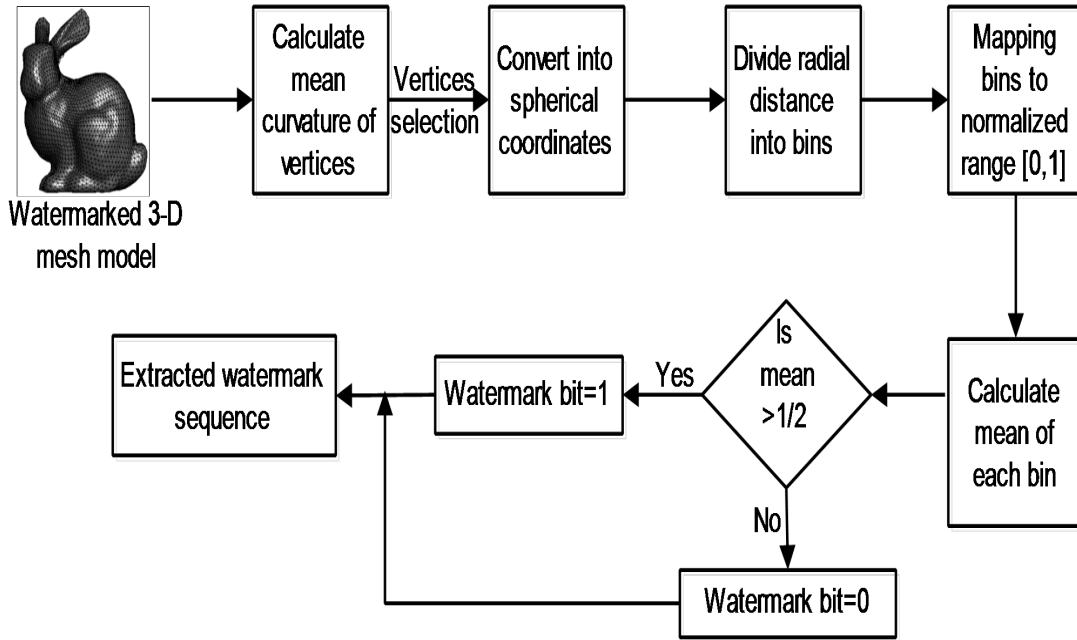 Watermarked 3-D
mesh model
Calculate
mean
curvature of
vertices
Vertices
selection
Convert into
spherical
coordinates
Divide radial
distance
into bins
Mapping
bins to
normalized
range [0,1]
Calculate
mean of
each bin
Is
mean
>1/2
Yes
Watermark bit=1
Extracted watermark
sequence
No
Watermark bit=0